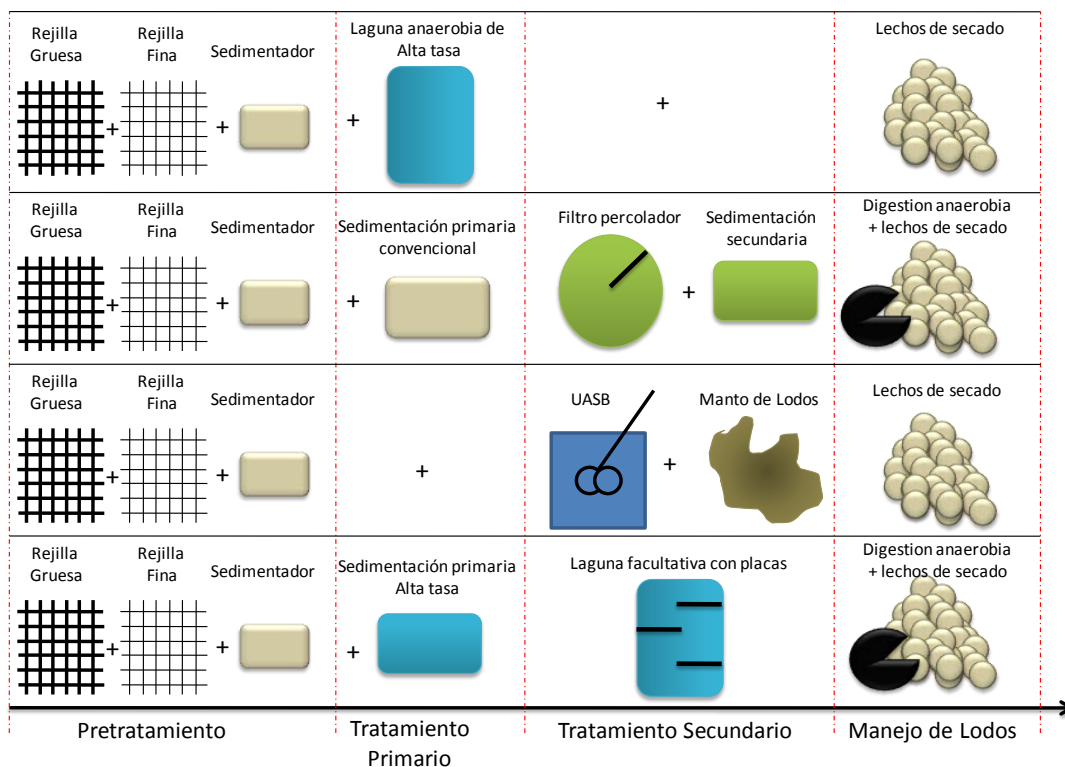 Rejilla
Gruesa
Rejilla
Fina
Sedimentador
Laguna anaerobia de
Alta tasa
Lechos de secado
+
+
+
+
Rejilla
Gruesa
Rejilla
Fina
Sedimentador
Sedimentación primaria
convencional
Filtro percolador
Sedimentación
secundaria
Digestion anaerobia
+ lechos de secado
+
+
+
+
Rejilla
Gruesa
Rejilla
Fina
Sedimentador
UASB
Manto de Lodos
Lechos de secado
+
+
+
+
Rejilla
Gruesa
Rejilla
Fina
Sedimentador
Sedimentación primaria
Alta tasa
Laguna facultativa con placas
Digestion anaerobia
+ lechos de secado
+
+
+
Pretratamiento
Tratamiento
Primario
Tratamiento Secundario
Manejo de Lodos